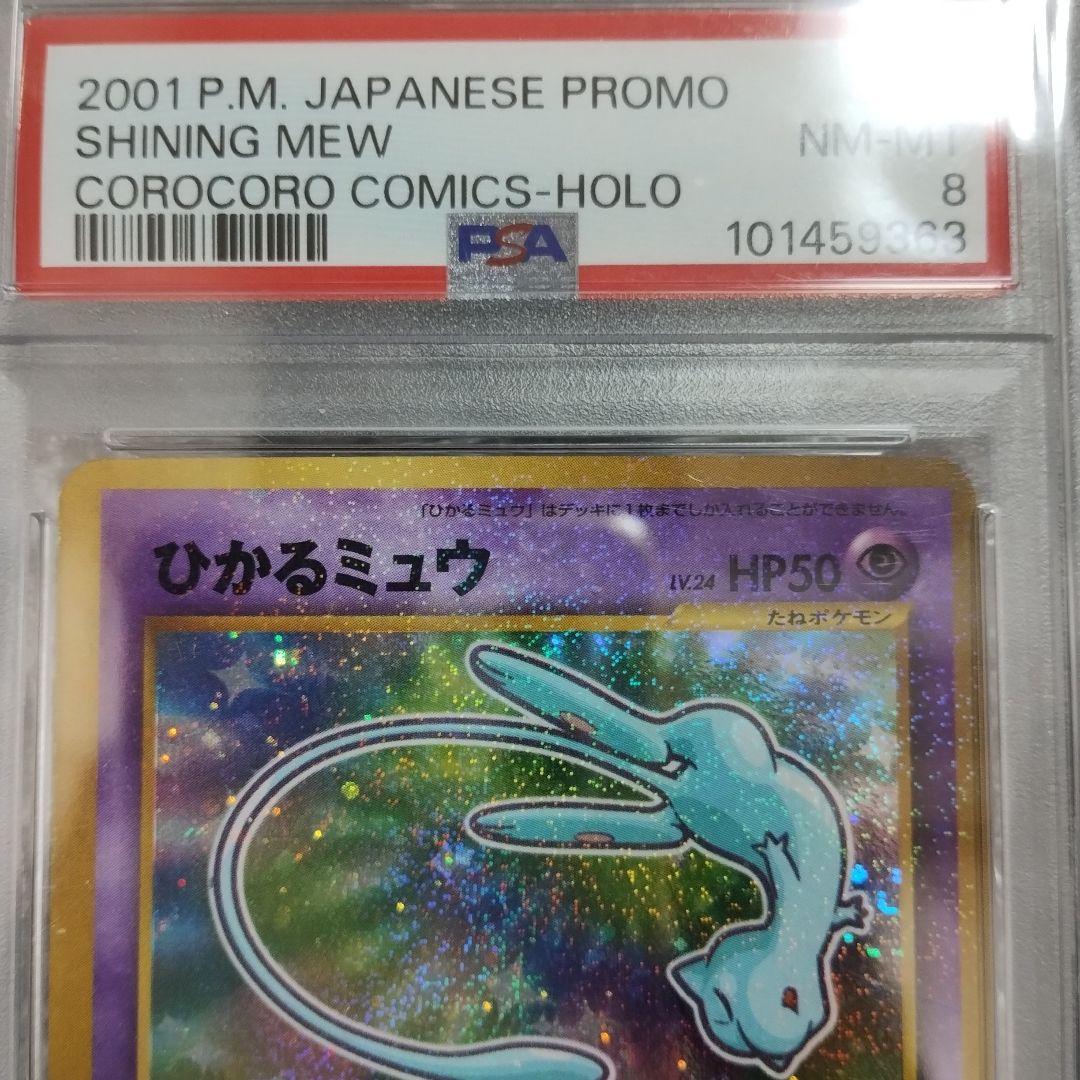 2001 P.M. JAPANESE PROMO
SHINING MEW
NM-MT
COROCORO COMICS-HOLO
8
PSA
101459363
「ひかるミュウ」はデッキに1枚までしか入れることができません。
ひかるミュウ
LV.24 HP50
たねポケモン